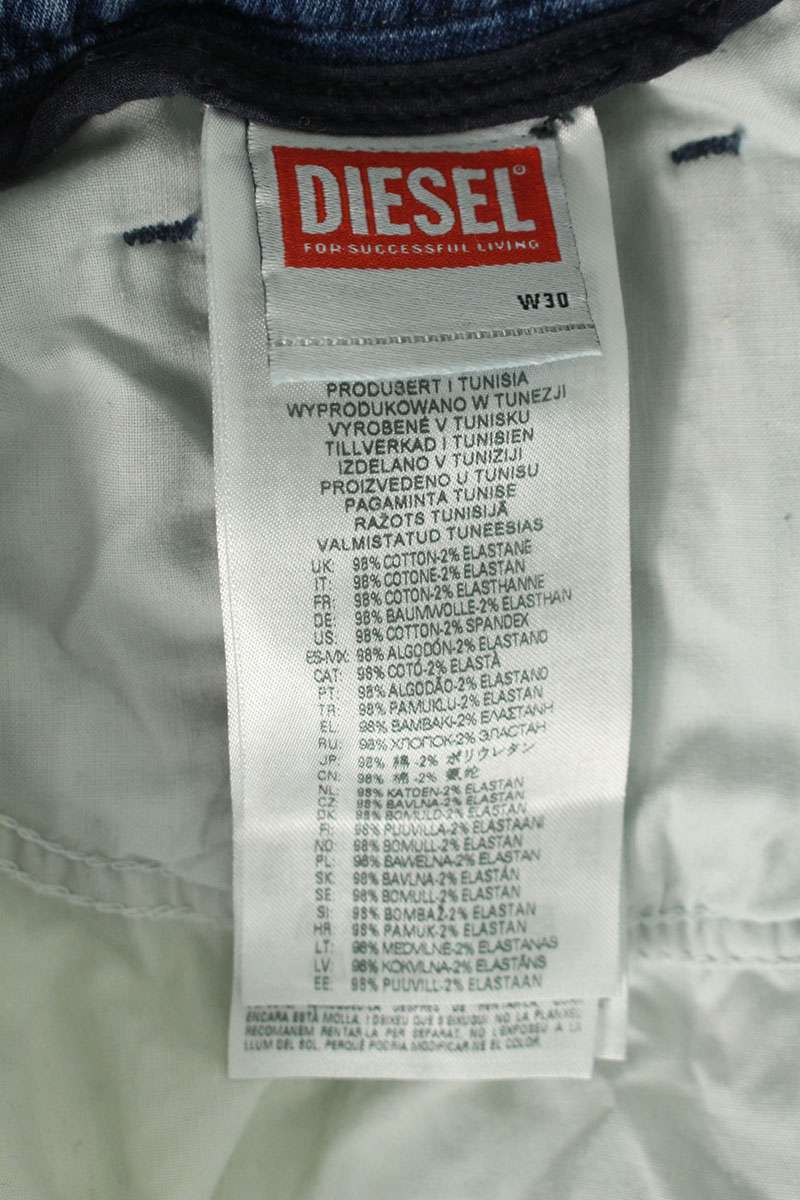 DIESEL®
FOR SUCCESSFUL LIVING
W30
PRODUSERT I TUNISIA
WYPRODUKOWANO W TUNEZJI
VYROBENÉ V TUNISKU
TILLVERKAD I TUNISIEN
IZDELANO V TUNIZIJI
PROIZVEDENO U TUNISU
PAGAMINTA TUNISE
RAŽOTS TUNISIJĀ
VALMISTATUD TUNEESIAS
UK: 98% COTTON-2% ELASTANE
IT: 98% COTONE-2% ELASTAN
FR: 98% COTON-2% ELASTHANNE
DE: 98% BAUMWOLLE-2% ELASTHAN
US: 98% COTTON-2% SPANDEX
ES-MX: 98% ALGODÓN-2% ELASTANO
CAT: 98% COTÓ-2% ELASTÀ
PT: 98% ALGODÃO-2% ELASTANO
TR: 98% PAMUKLU-2% ELASTAN
EL: 98% ΒΑΜΒΑΚΙ-2% ΕΛΑΣΤΑΝΗ
RU: 98% ХЛОПОК-2% ЭЛАСТАН
JP: 98% 綿 -2% ポリウレタン
CN: 98% 棉 -2% 氨纶
NL: 98% KATOEN-2% ELASTAN
CZ: 98% BAVLNA-2% ELASTAN
DK: 98% BOMULD-2% ELASTAN
FI: 98% PUUVILLA-2% ELASTAANI
NO: 98% BOMULL-2% ELASTAN
PL: 98% BAWEŁNA-2% ELASTAN
SK: 98% BAVLNA-2% ELASTAN
SE: 98% BOMULL-2% ELASTAN
SI: 98% BOMBAŽ-2% ELASTAN
HR: 98% PAMUK-2% ELASTAN
LT: 98% MEDVILNĖ-2% ELASTANAS
LV: 98% KOKVILNA-2% ELASTĀNS
EE: 98% PUUVILL-2% ELASTAAN
DESPRÉS DE RENTAR-LA
ENCARA ESTÀ MOLLA, I DEIXEU QUE S'EIXUGUI NO LA PLANXEU
RECOMANEM RENTAR LA PER SEPARAT. NO L'EXPOSEU A LA
LLUM DEL SOL, PERQUÈ PODRIA MODIFICAR-NE EL COLOR.